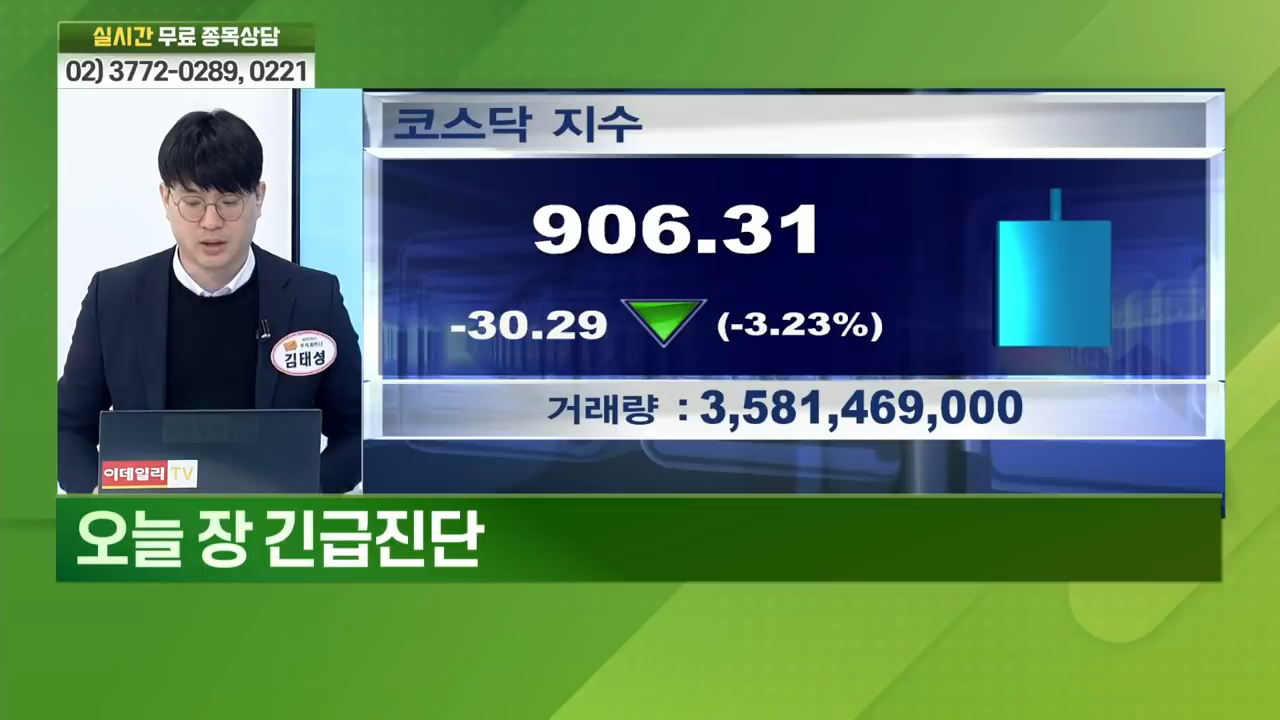 실시간 무료 종목상담
02) 3772-0289, 0221
코스닥 지수
906.31
-30.29 (-3.23%)
거래량 : 3,581,469,000
김태성
이데일리 TV
오늘 장 긴급진단